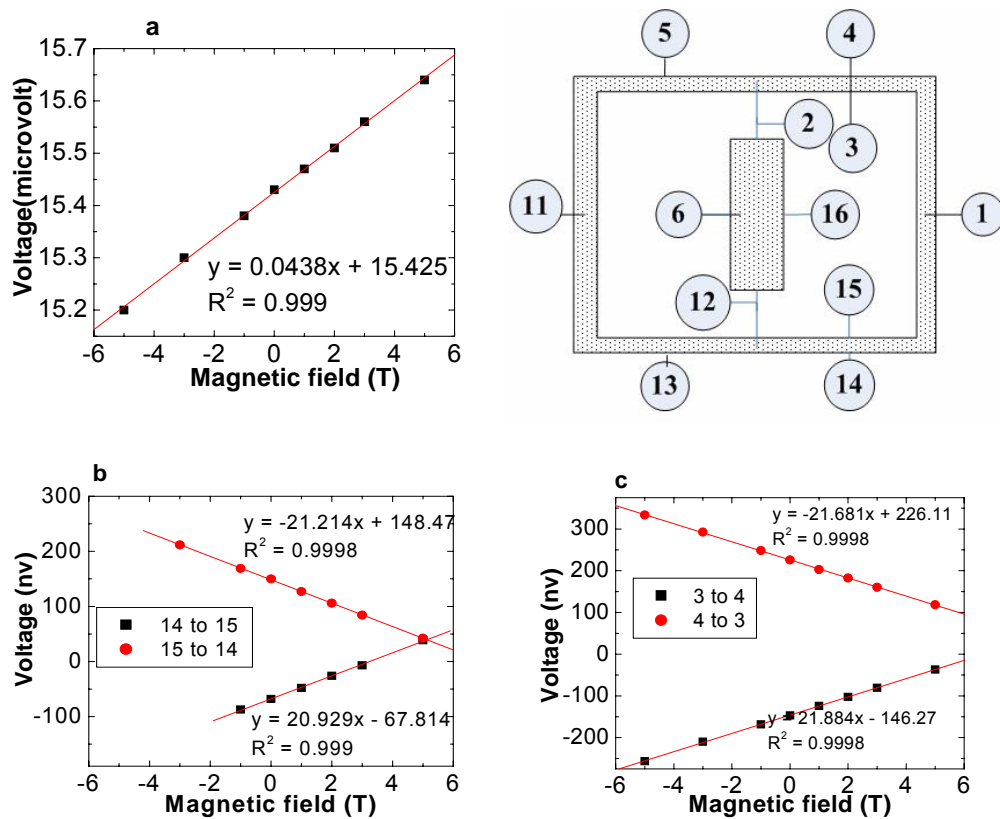 a
15.7
15.6
15.5
15.4
15.3
15.2
Voltage(microvolt)
y = 0.0438x + 15.425
R² = 0.999
-6 -4 -2 0 2 4 6
Magnetic field (T)
5
4
2
3
11
6
16
1
12
15
13
14
b
300
200
100
0
-100
Voltage (nv)
y = -21.214x + 148.47
R² = 0.9998
14 to 15
15 to 14
y = 20.929x - 67.814
R² = 0.999
-6 -4 -2 0 2 4 6
Magnetic field (T)
c
300
200
100
0
-100
-200
Voltage (nv)
y = -21.681x + 226.11
R² = 0.9998
3 to 4
4 to 3
y = 21.884x - 146.27
R² = 0.9998
-6 -4 -2 0 2 4 6
Magnetic field (T)